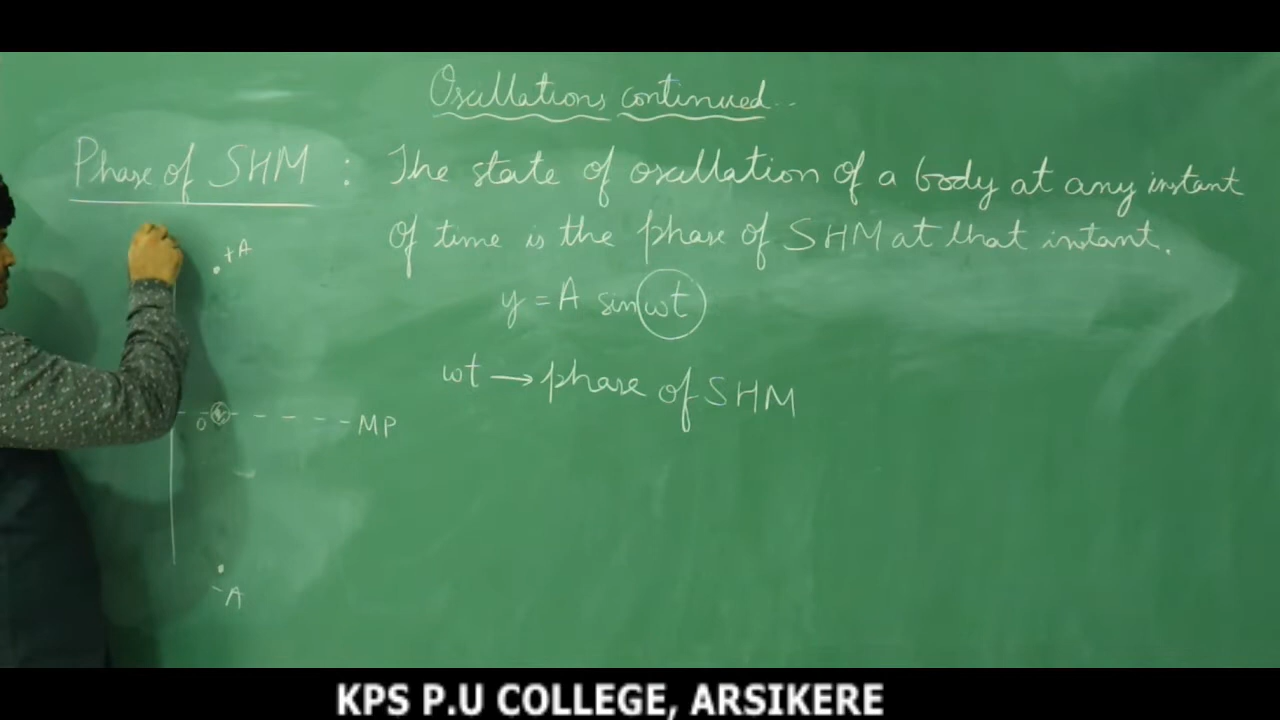 Oscillations continued...
Phase of SHM : The state of oscillation of a body at any instant
of time is the phase of SHM at that instant.
+A
y = A sin ωt
ωt → phase of SHM
O MP
-A
KPS P.U COLLEGE, ARSIKERE